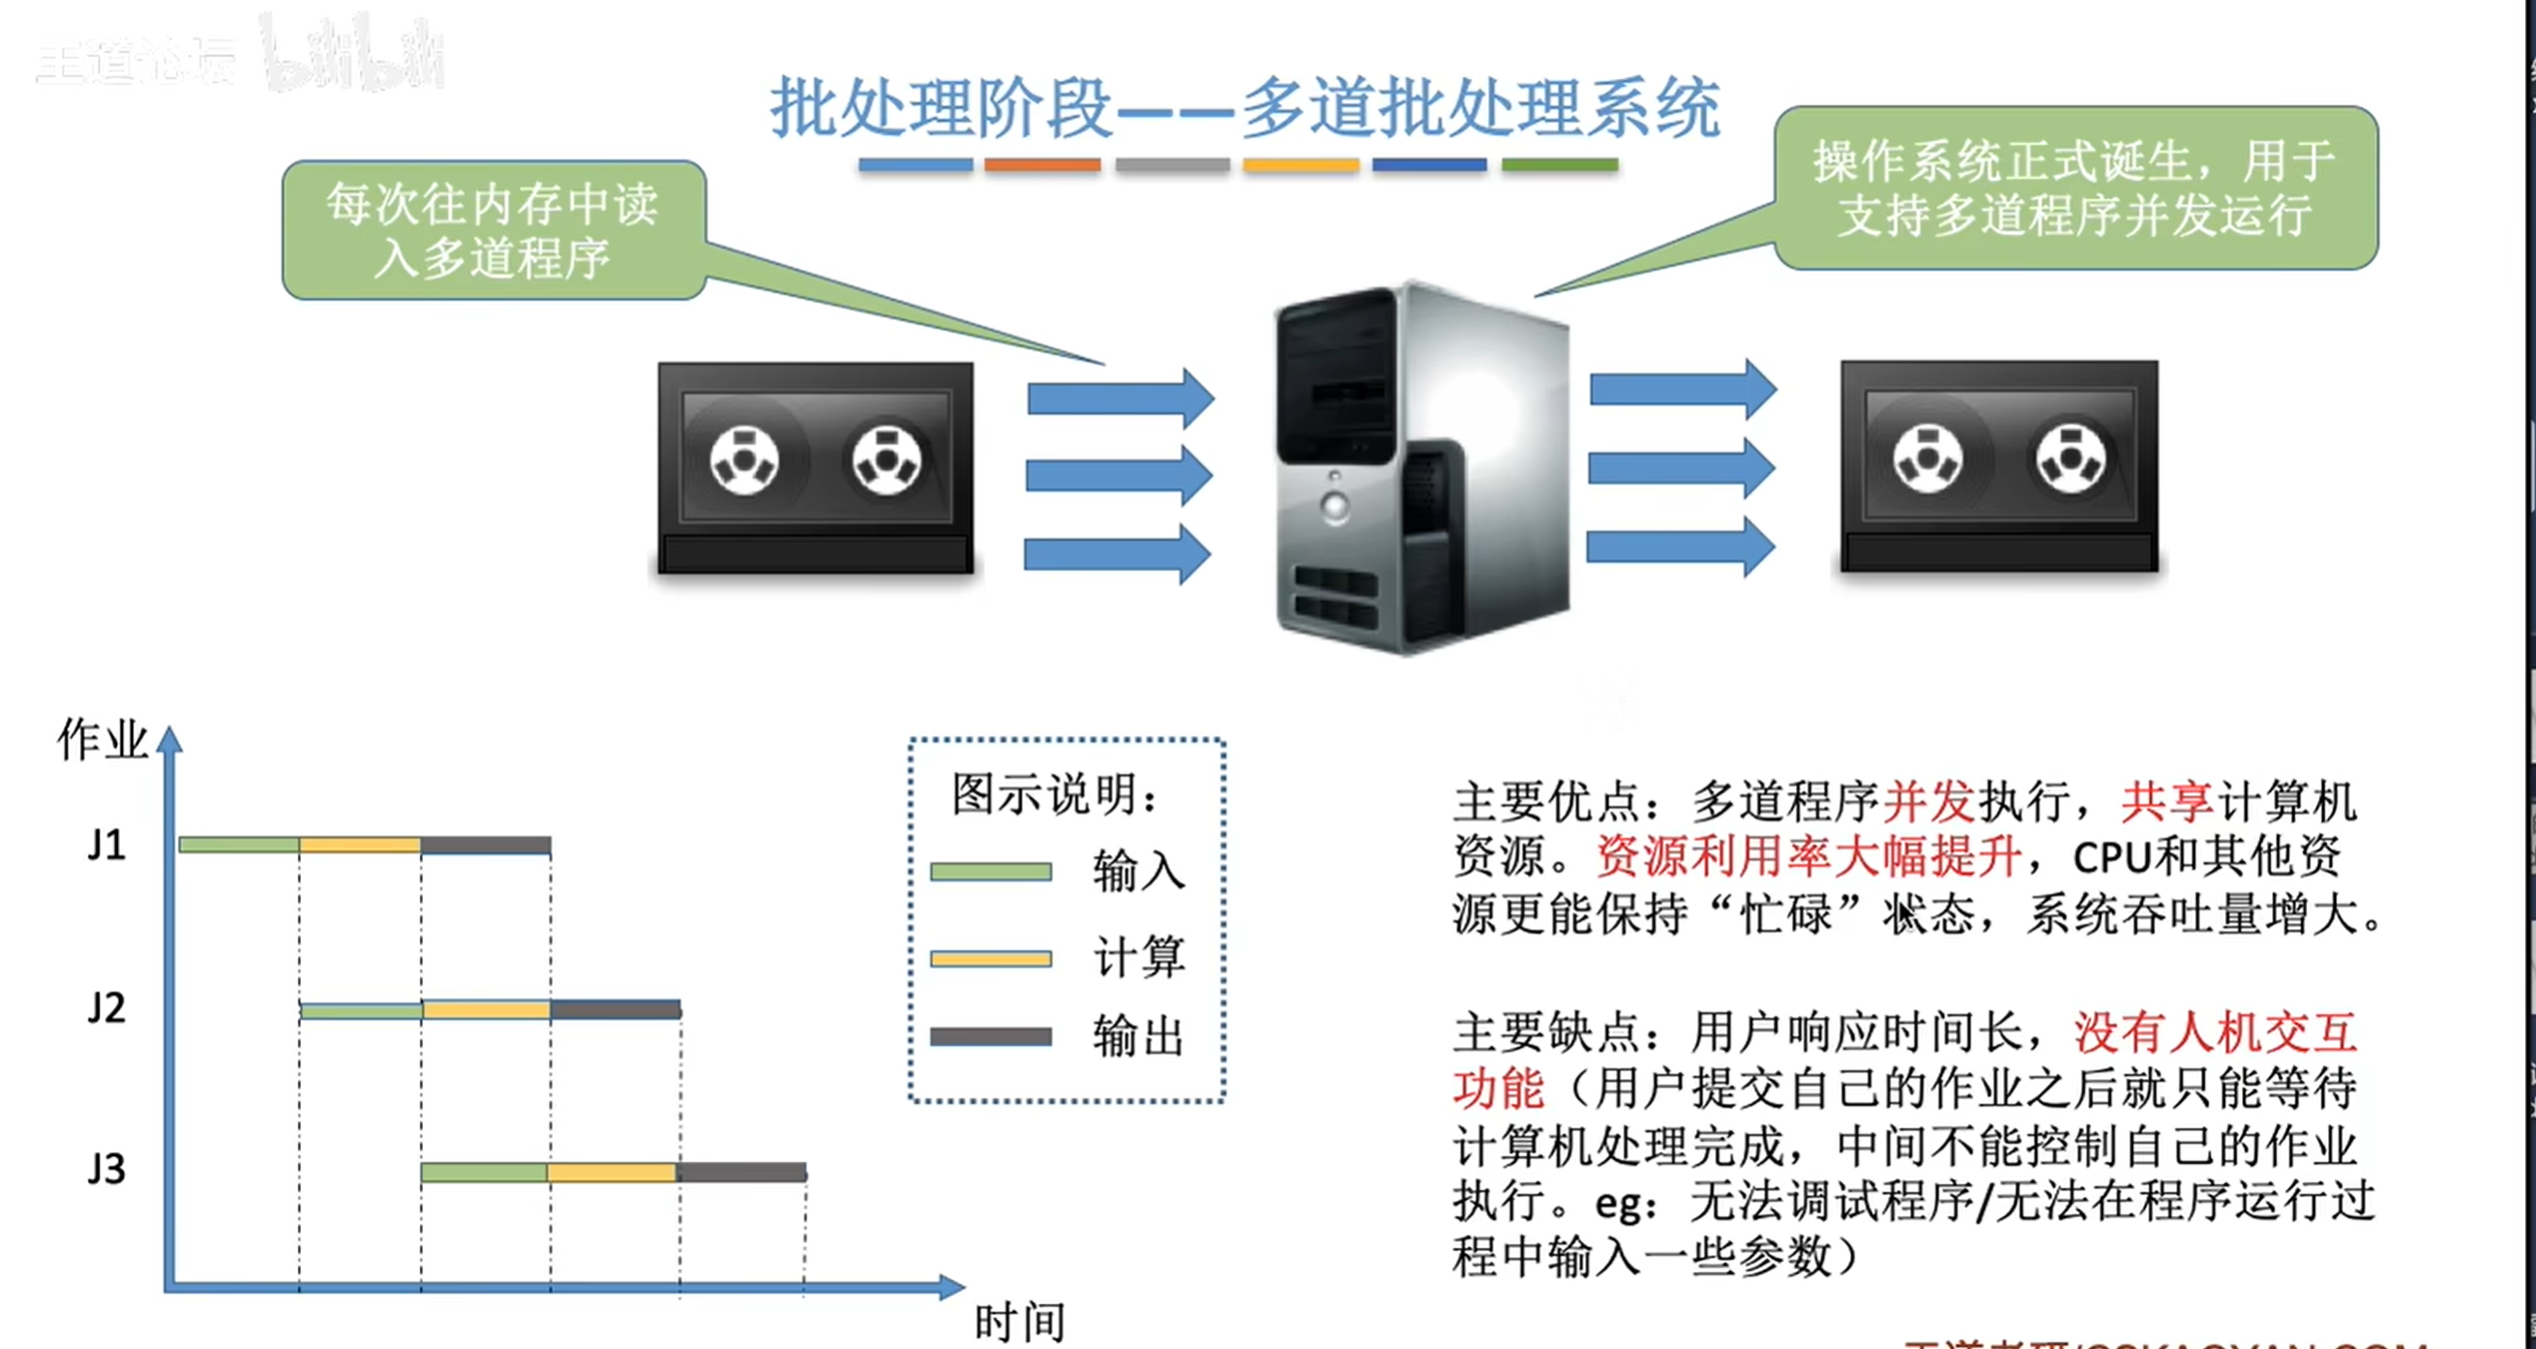 王道论坛 bilibili
批处理阶段——多道批处理系统
每次往内存中读
入多道程序
操作系统正式诞生，用于
支持多道程序并发运行
作业
J1
J2
J3
时间
图示说明：
输入
计算
输出
主要优点：多道程序并发执行，共享计算机
资源。资源利用率大幅提升，CPU和其他资
源更能保持“忙碌”状态，系统吞吐量增大。
主要缺点：用户响应时间长，没有人机交互
功能（用户提交自己的作业之后就只能等待
计算机处理完成，中间不能控制自己的作业
执行。eg：无法调试程序/无法在程序运行过
程中输入一些参数）
王道考研/CSKAOYAN.COM